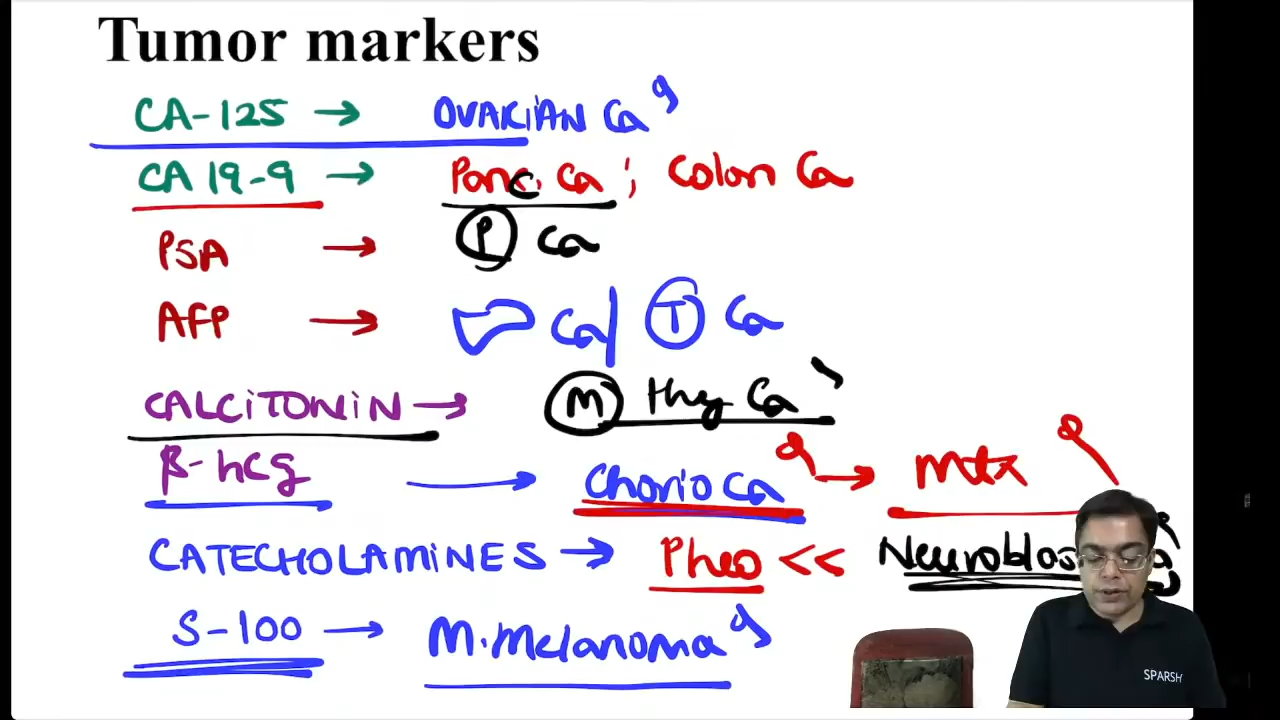 Tumor markers
CA-125 → OVARIAN Ca
CA 19-9 → Panc. Ca ; Colon Ca
PSA → P Ca
AFP → Ca / T Ca
CALCITONIN → M thy Ca
β-hCg → Chorio Ca → Mtx
CATECHOLAMINES → Pheo << Neuroblas
S-100 → M. Melanoma
SPARSH